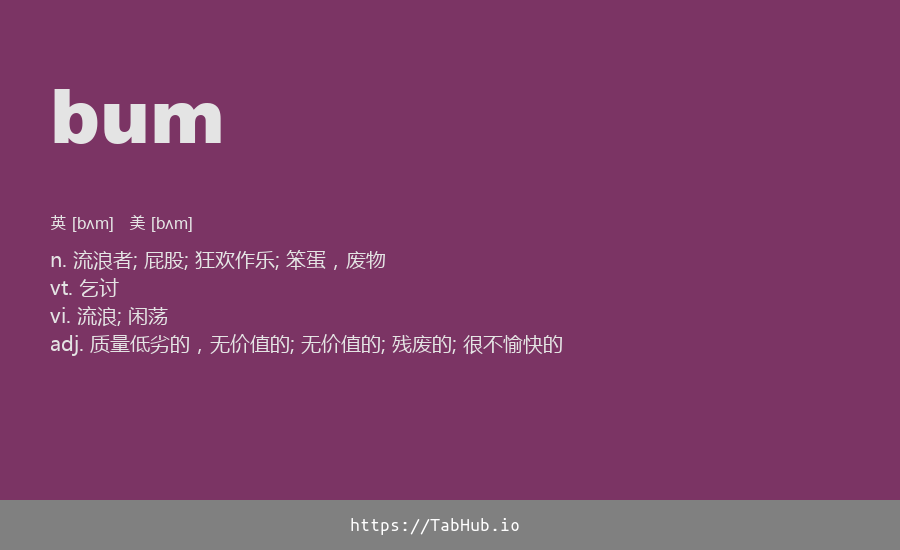 bum
英 [bʌm] 美 [bʌm]
n. 流浪者; 屁股; 狂欢作乐; 笨蛋，废物
vt. 乞讨
vi. 流浪; 闲荡
adj. 质量低劣的，无价值的; 无价值的; 残废的; 很不愉快的
https://TabHub.io